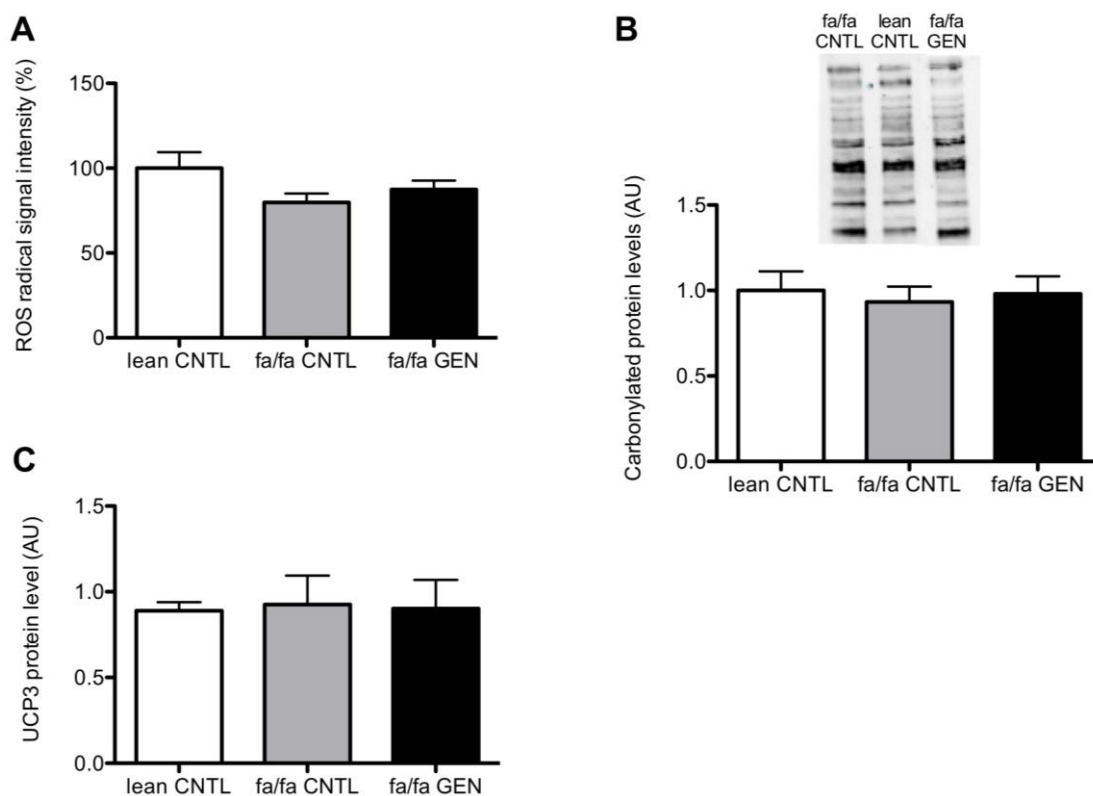 A
ROS radical signal intensity (%)
150
100
50
0
lean CNTL fa/fa CNTL fa/fa GEN
B
fa/fa lean fa/fa
CNTL CNTL GEN
Carbonylated protein levels (AU)
1.5
1.0
0.5
0.0
lean CNTL fa/fa CNTL fa/fa GEN
C
UCP3 protein level (AU)
1.5
1.0
0.5
0.0
lean CNTL fa/fa CNTL fa/fa GEN